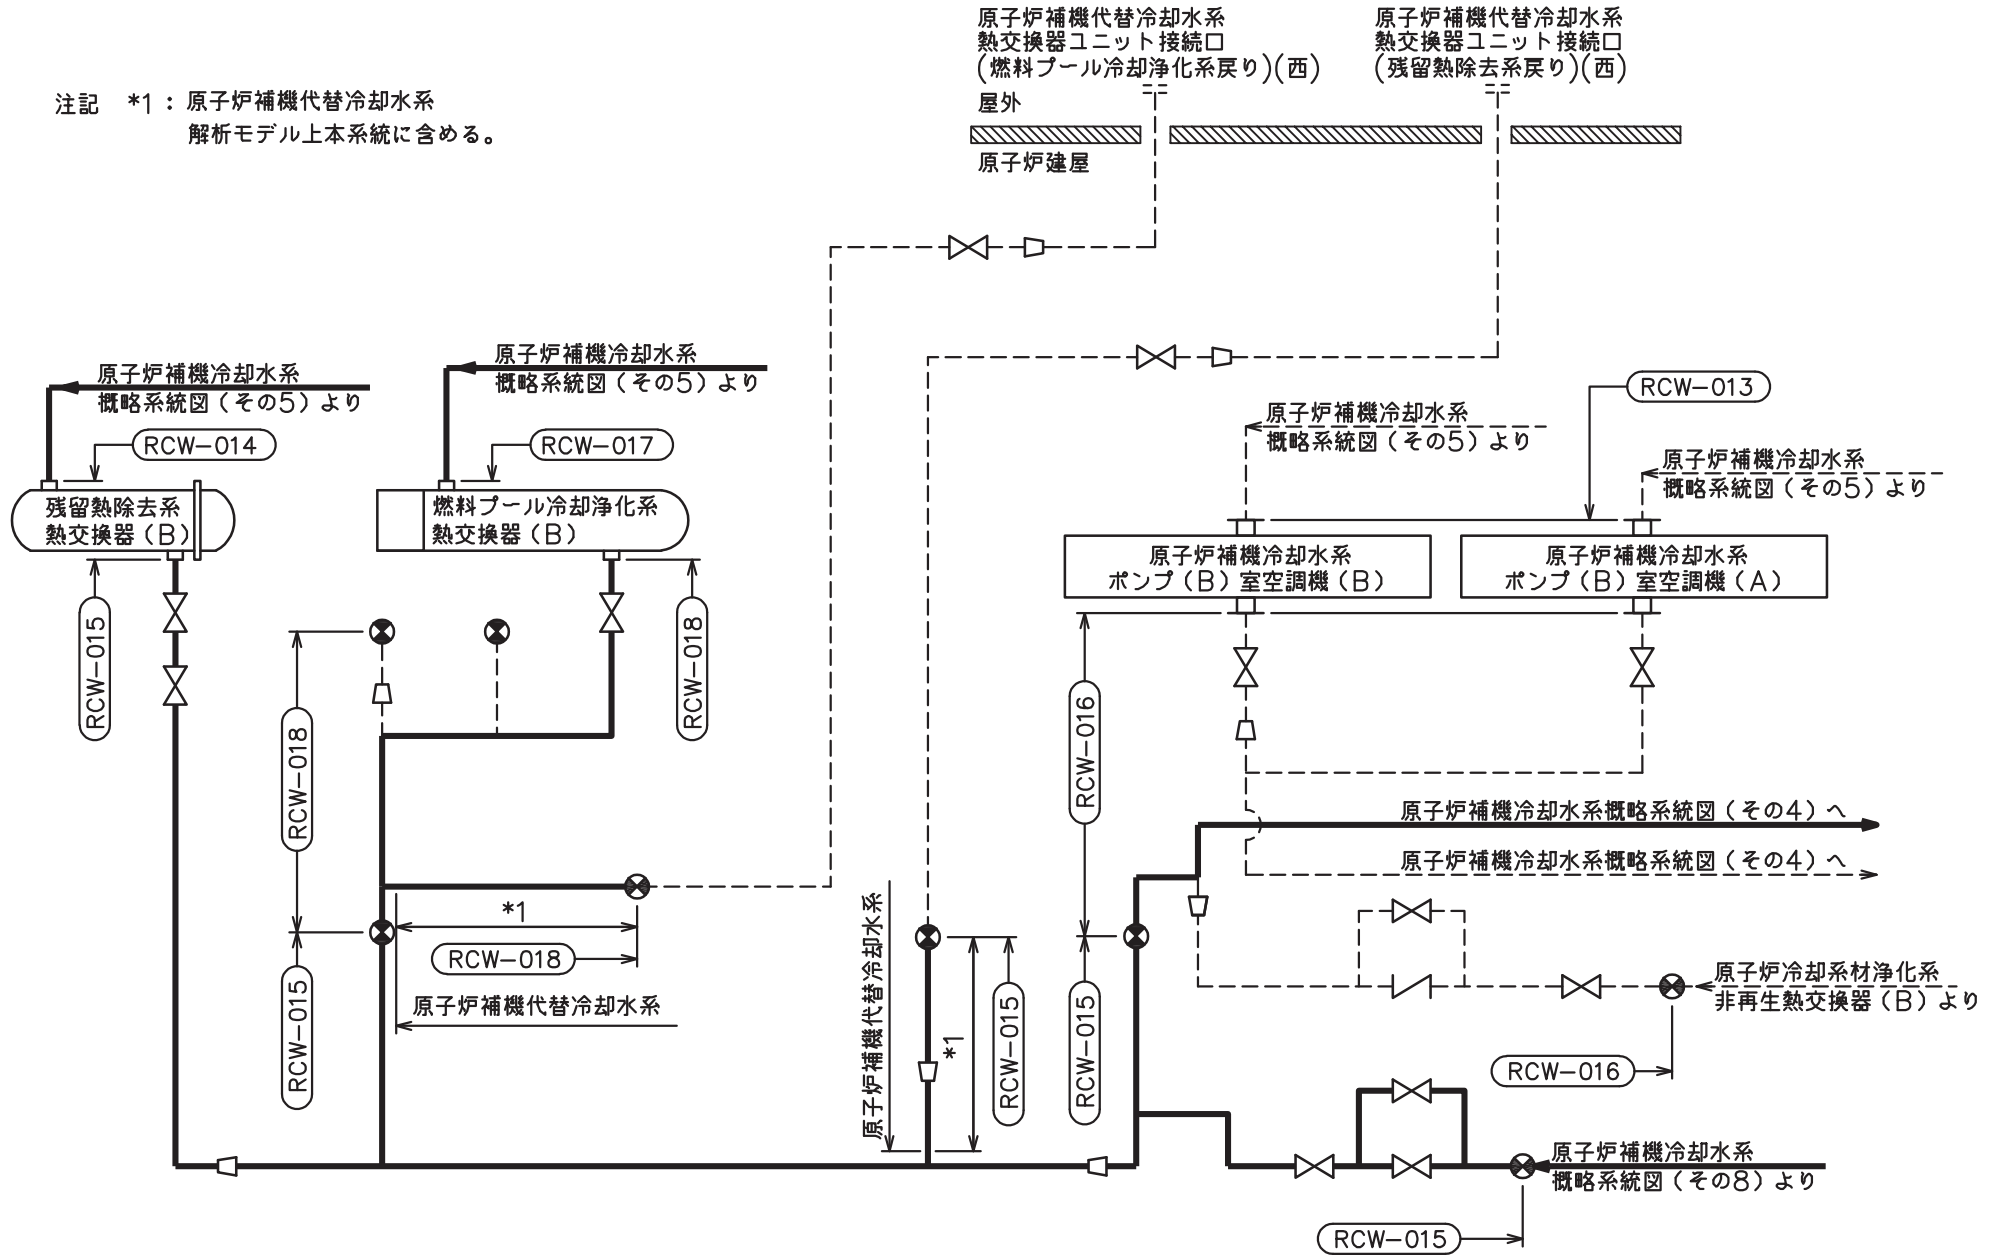 原子炉補機代替冷却水系
熱交換器ユニット接続口
(燃料プール冷却浄化系戻り)(西)
原子炉補機代替冷却水系
熱交換器ユニット接続口
(残留熱除去系戻り)(西)
注記 *1：原子炉補機代替冷却水系
解析モデル上本系統に含める。
屋外
原子炉建屋
原子炉補機冷却水系
概略系統図（その5）より
原子炉補機冷却水系
概略系統図（その5）より
RCW-013
原子炉補機冷却水系
概略系統図（その5）より
原子炉補機冷却水系
概略系統図（その5）より
RCW-014
RCW-017
残留熱除去系
熱交換器（B）
燃料プール冷却浄化系
熱交換器（B）
原子炉補機冷却水系
ポンプ（B）室空調機（B）
原子炉補機冷却水系
ポンプ（B）室空調機（A）
RCW-015
RCW-018
RCW-018
RCW-016
原子炉補機冷却水系概略系統図（その4）へ
原子炉補機冷却水系概略系統図（その4）へ
*1
RCW-018
原子炉補機代替冷却水系
RCW-015
原子炉補機代替冷却水系
*1
RCW-015
RCW-015
原子炉冷却系材浄化系
非再生熱交換器（B）より
RCW-016
原子炉補機冷却水系
概略系統図（その8）より
RCW-015